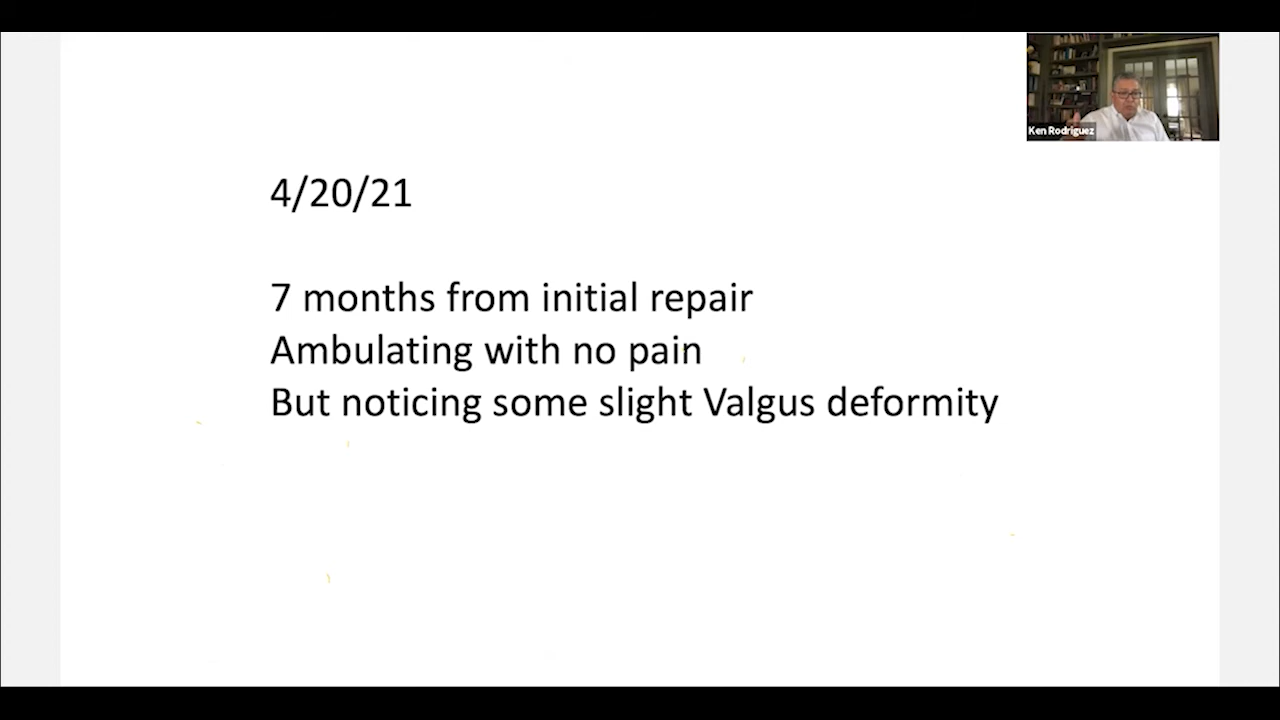 Ken Rodriguez
4/20/21
7 months from initial repair
Ambulating with no pain
But noticing some slight Valgus deformity